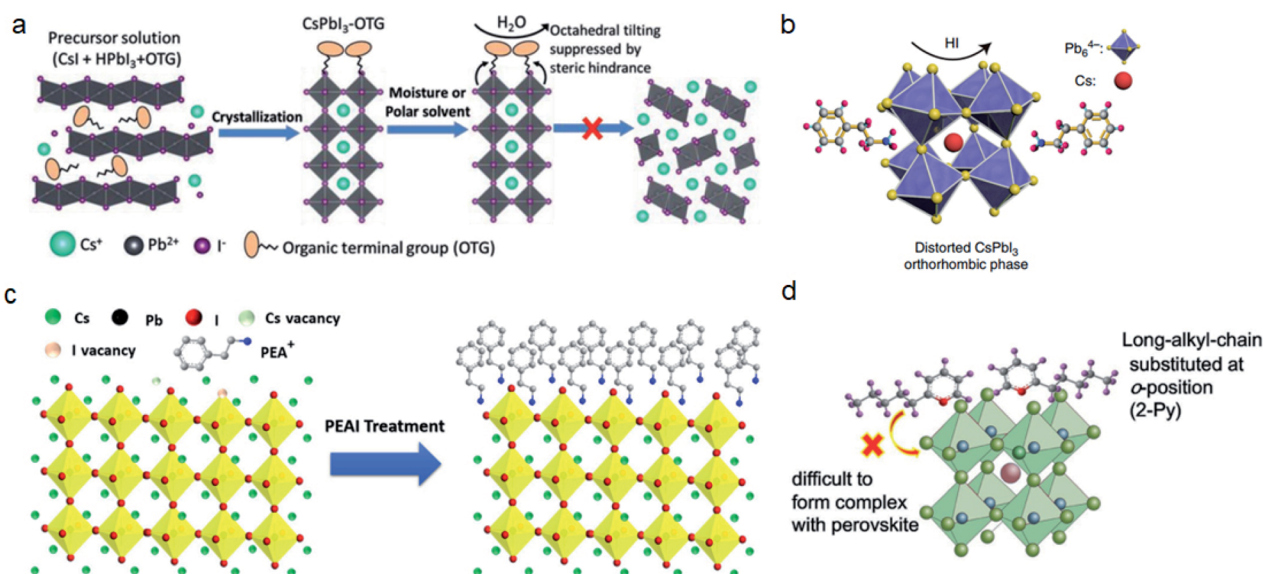 a
Precursor solution
(CsI + HPbI₃+OTG)
Crystallization
CsPbI₃-OTG
Moisture or
Polar solvent
H₂O
Octahedral tilting
suppressed by
steric hindrance
Cs⁺
Pb²⁺
I⁻
Organic terminal group (OTG)
b
HI
Pb₆⁴⁻:
Cs:
Distorted CsPbI₃
orthorhombic phase
c
Cs
Pb
I
Cs vacancy
I vacancy
PEA⁺
PEAI Treatment
d
Long-alkyl-chain
substituted at
o-position
(2-Py)
difficult to
form complex
with perovskite